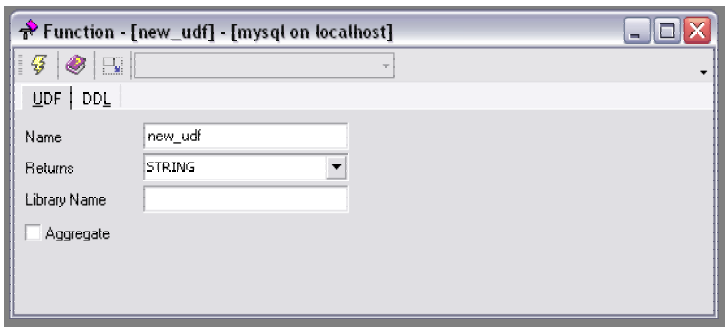 Function - [new_udf] - [mysql on localhost]
UDF DDL
Name new_udf
Returns STRING
Library Name
Aggregate